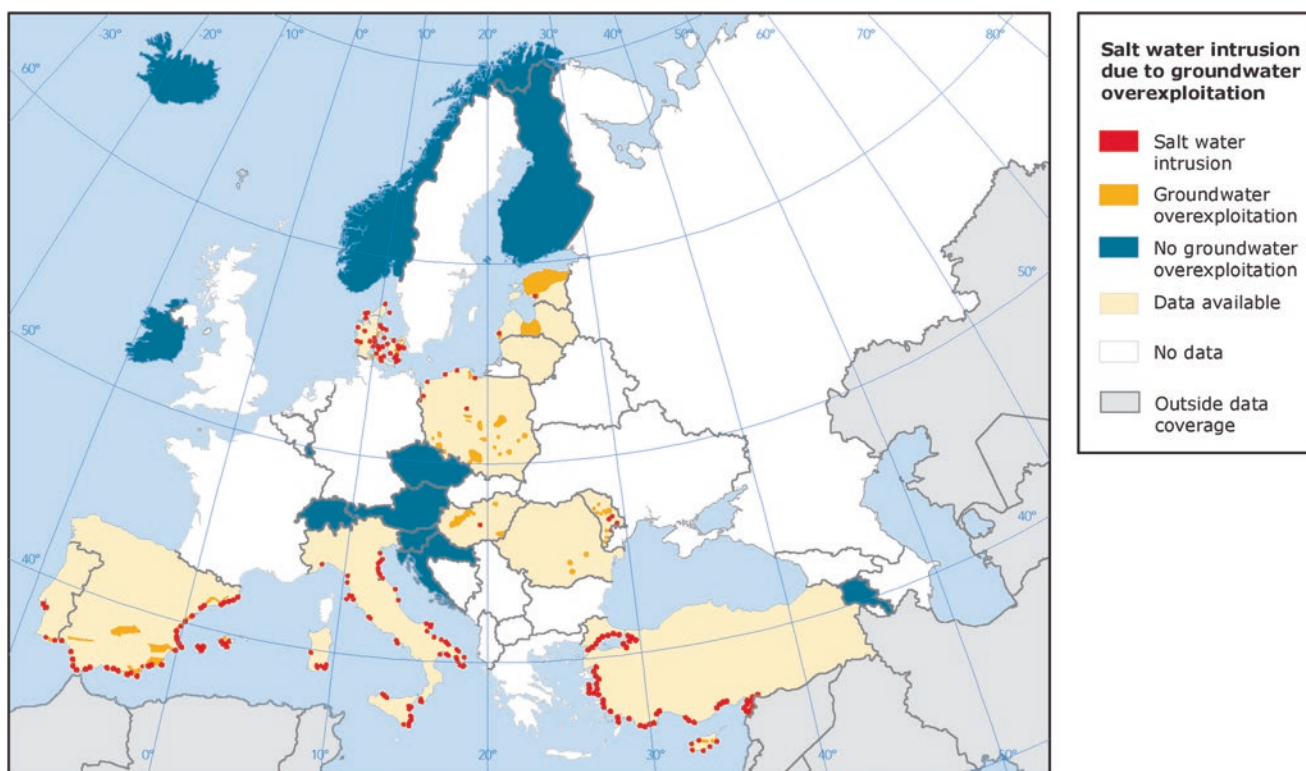 -30°
-20°
-10°
0°
10°
20°
30°
40°
50°
60°
70°
80°
60°
50°
50°
40°
40°
0°
10°
20°
30°
40°
50°
Salt water intrusion
due to groundwater
overexploitation
Salt water
intrusion
Groundwater
overexploitation
No groundwater
overexploitation
Data available
No data
Outside data
coverage